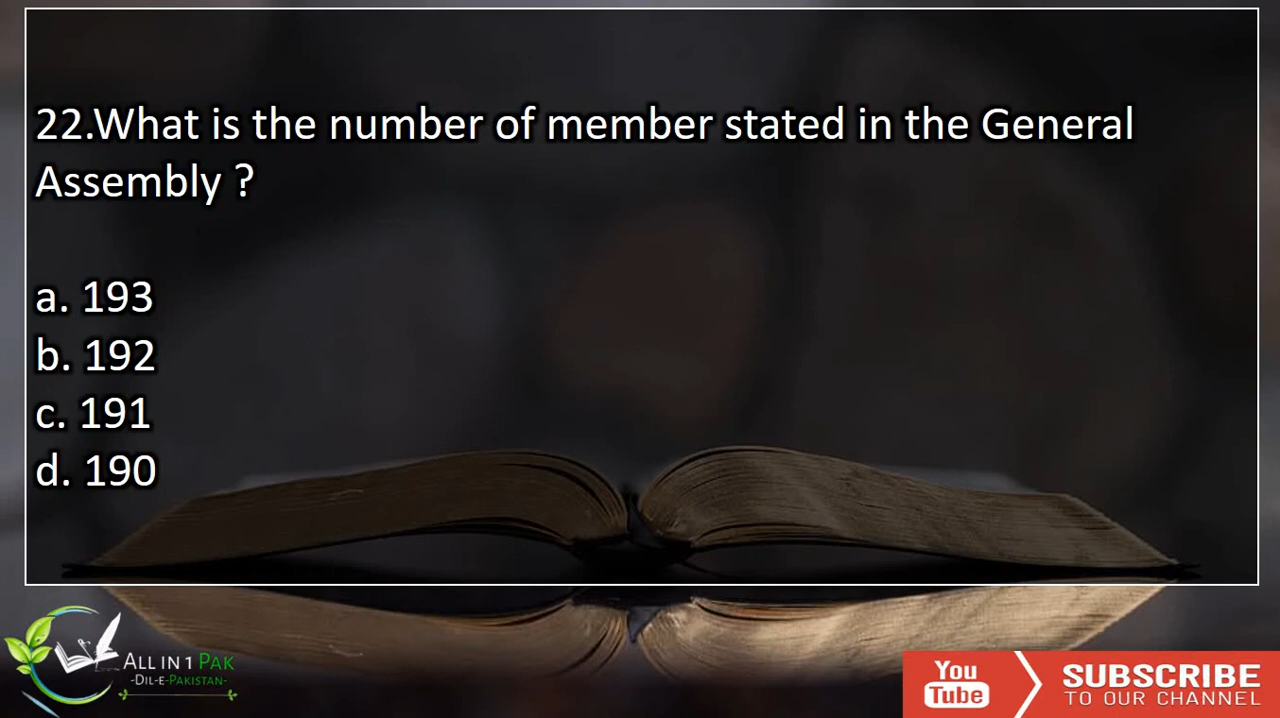 22.What is the number of member stated in the General
Assembly ?
a. 193
b. 192
c. 191
d. 190
ALL IN 1 PAK
-DIL-E-PAKISTAN-
You
Tube
SUBSCRIBE
TO OUR CHANNEL